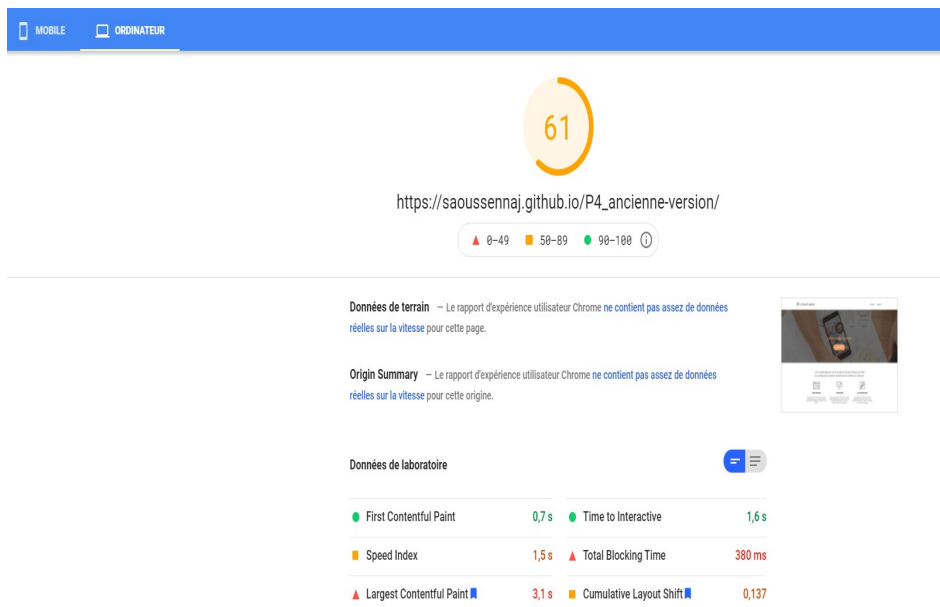 MOBILE
ORDINATEUR
61
https://saoussennaj.github.io/P4_ancienne-version/
0–49 50–89 90–100
Données de terrain — Le rapport d'expérience utilisateur Chrome ne contient pas assez de données
réelles sur la vitesse pour cette page.
Origin Summary — Le rapport d'expérience utilisateur Chrome ne contient pas assez de données
réelles sur la vitesse pour cette origine.
Données de laboratoire
First Contentful Paint 0,7 s
Time to Interactive 1,6 s
Speed Index 1,5 s
Total Blocking Time 380 ms
Largest Contentful Paint 3,1 s
Cumulative Layout Shift 0,137